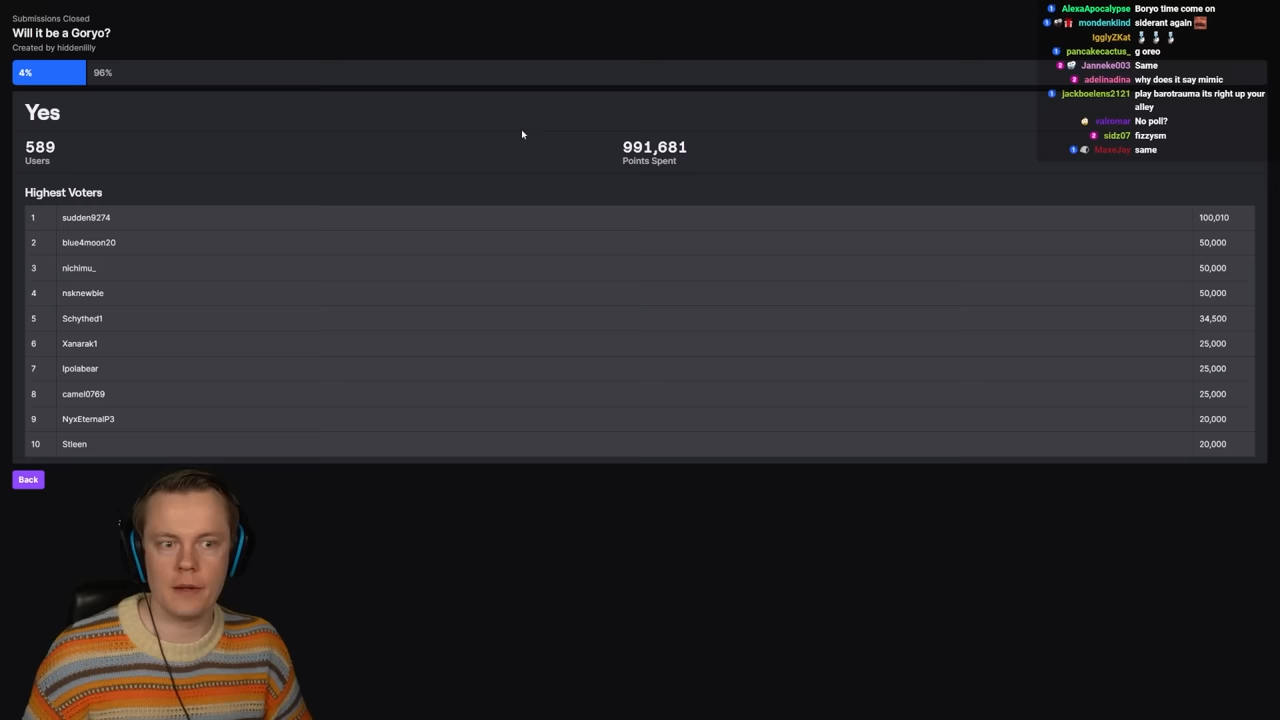 Submissions Closed
Will it be a Goryo?
Created by hiddenlilly
4%
96%
Yes
589
Users
991,681
Points Spent
Highest Voters
1 sudden9274 100,010
2 blue4moon20 50,000
3 nichimu_ 50,000
4 nsknewbie 50,000
5 Schythed1 34,500
6 Xanarak1 25,000
7 lpolabear 25,000
8 camel0769 25,000
9 NyxEternalP3 20,000
10 Stleen 20,000
Back
AlexaApocalypse Boryo time come on
mondenkiind siderant again
IgglyZKat
pancakecactus_ g oreo
Janneke003 Same
adelinadina why does it say mimic
jackboelens2121 play barotrauma its right up your
alley
valromar No poll?
sidz07 fizzysm
MaxeJay same